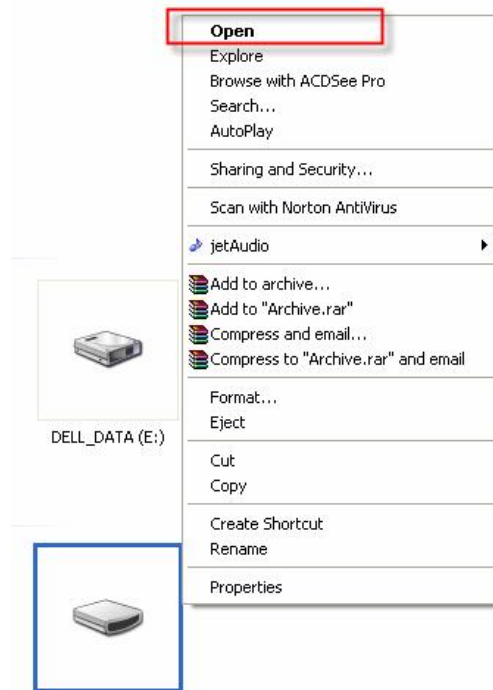 Open
Explore
Browse with ACDSee Pro
Search...
AutoPlay
Sharing and Security...
Scan with Norton AntiVirus
jetAudio
Add to archive...
Add to "Archive.rar"
Compress and email...
Compress to "Archive.rar" and email
Format...
Eject
Cut
Copy
Create Shortcut
Rename
Properties
DELL_DATA (E:)